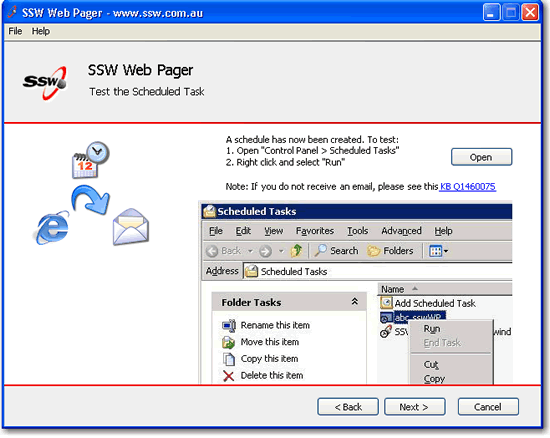 SSW Web Pager - www.ssw.com.au
File Help
SSW
SSW Web Pager
Test the Scheduled Task
12
A schedule has now been created. To test:
1. Open "Control Panel > Scheduled Tasks"
2. Right click and select "Run"
Open
Note: If you do not receive an email, please see this KB Q1460075
Scheduled Tasks
File Edit View Favorites Tools Advanced Help
Back Search Folders
Address Scheduled Tasks
Folder Tasks
Rename this item
Move this item
Copy this item
Delete this item
Name
Add Scheduled Task
abc sswWP
SS wind
Run
End Task
Cut
Copy
< Back Next > Cancel